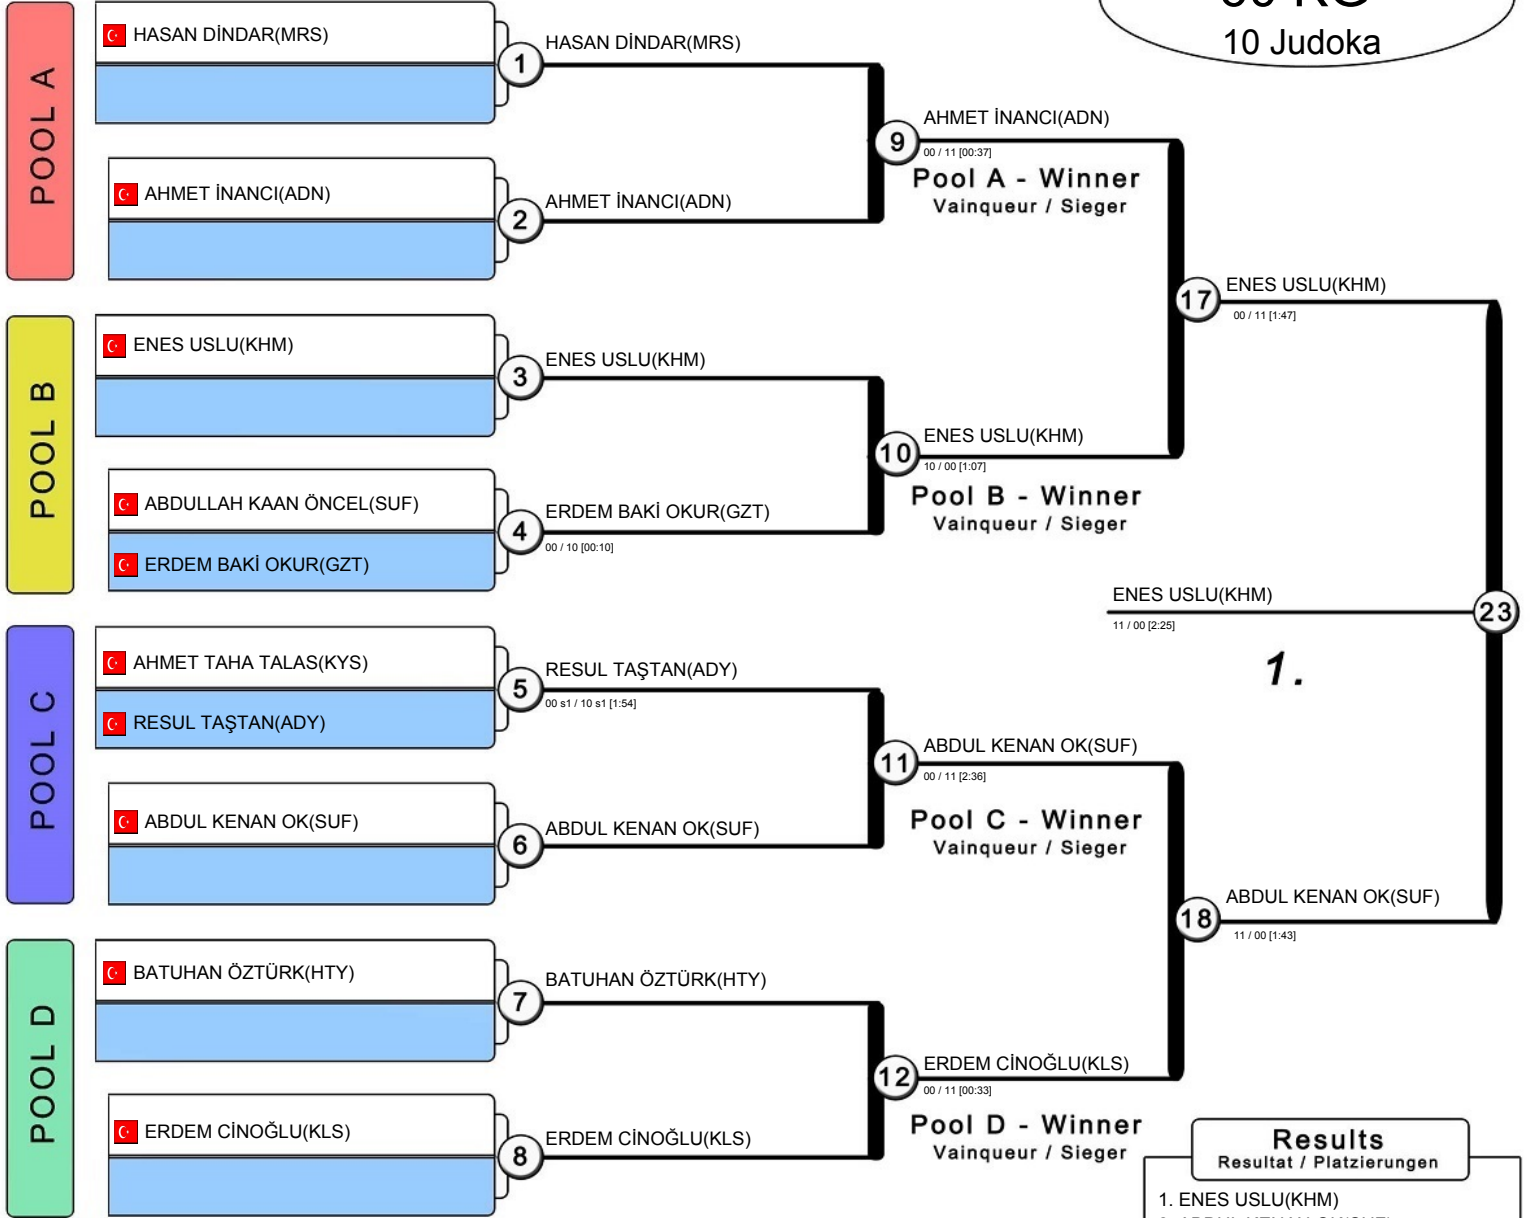 10 Judoka
POOL A
HASAN DİNDAR(MRS)
1
HASAN DİNDAR(MRS)
AHMET İNANCI(ADN)
2
AHMET İNANCI(ADN)
9
AHMET İNANCI(ADN)
00 / 11 [00:37]
Pool A - Winner
Vainqueur / Sieger
POOL B
ENES USLU(KHM)
3
ENES USLU(KHM)
ABDULLAH KAAN ÖNCEL(SUF)
ERDEM BAKİ OKUR(GZT)
4
ERDEM BAKİ OKUR(GZT)
00 / 10 [00:10]
10
ENES USLU(KHM)
10 / 00 [1:07]
Pool B - Winner
Vainqueur / Sieger
17
ENES USLU(KHM)
00 / 11 [1:47]
ENES USLU(KHM)
11 / 00 [2:25]
23
1.
POOL C
AHMET TAHA TALAS(KYS)
RESUL TAŞTAN(ADY)
5
RESUL TAŞTAN(ADY)
00 s1 / 10 s1 [1:54]
ABDUL KENAN OK(SUF)
6
ABDUL KENAN OK(SUF)
11
ABDUL KENAN OK(SUF)
00 / 11 [2:36]
Pool C - Winner
Vainqueur / Sieger
18
ABDUL KENAN OK(SUF)
11 / 00 [1:43]
POOL D
BATUHAN ÖZTÜRK(HTY)
7
BATUHAN ÖZTÜRK(HTY)
ERDEM CİNOĞLU(KLS)
8
ERDEM CİNOĞLU(KLS)
12
ERDEM CİNOĞLU(KLS)
00 / 11 [00:33]
Pool D - Winner
Vainqueur / Sieger
Results
Resultat / Platzierungen
1. ENES USLU(KHM)